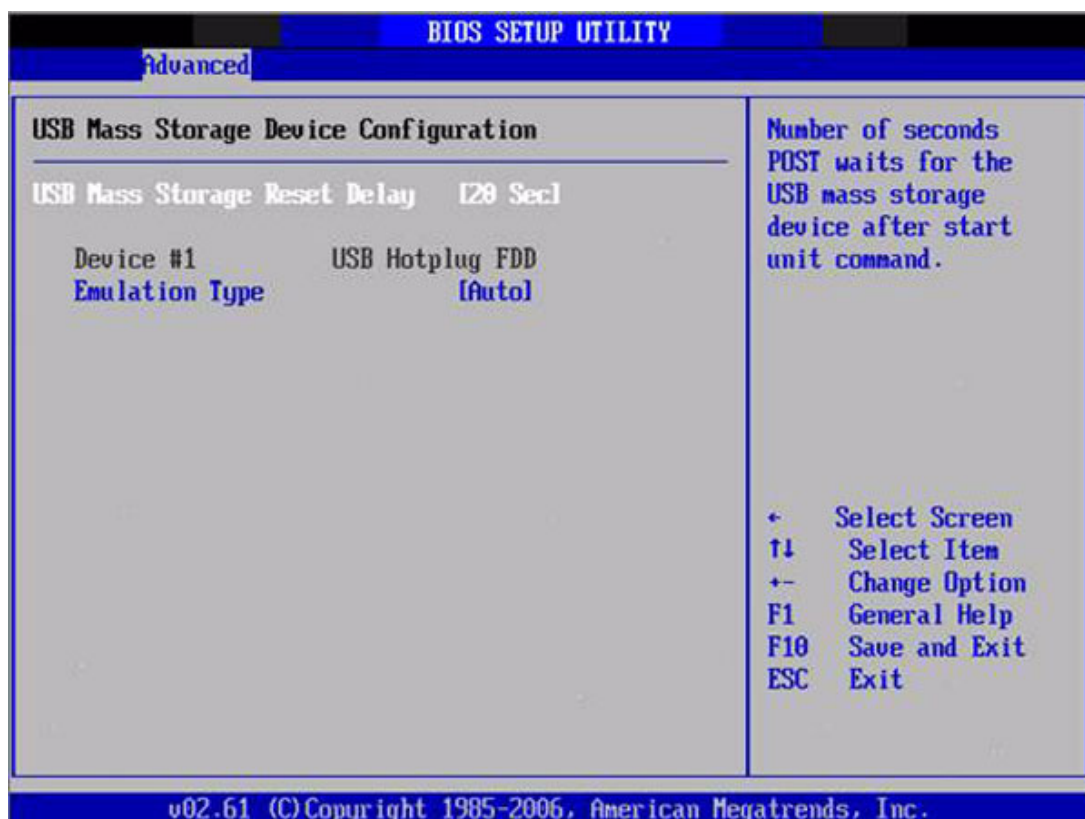 BIOS SETUP UTILITY
Advanced
USB Mass Storage Device Configuration
USB Mass Storage Reset Delay [20 Sec]
Device #1 USB Hotplug FDD
Emulation Type [Auto]
Number of seconds
POST waits for the
USB mass storage
device after start
unit command.
← Select Screen
↑↓ Select Item
+- Change Option
F1 General Help
F10 Save and Exit
ESC Exit
v02.61 (C)Copyright 1985-2006, American Megatrends, Inc.